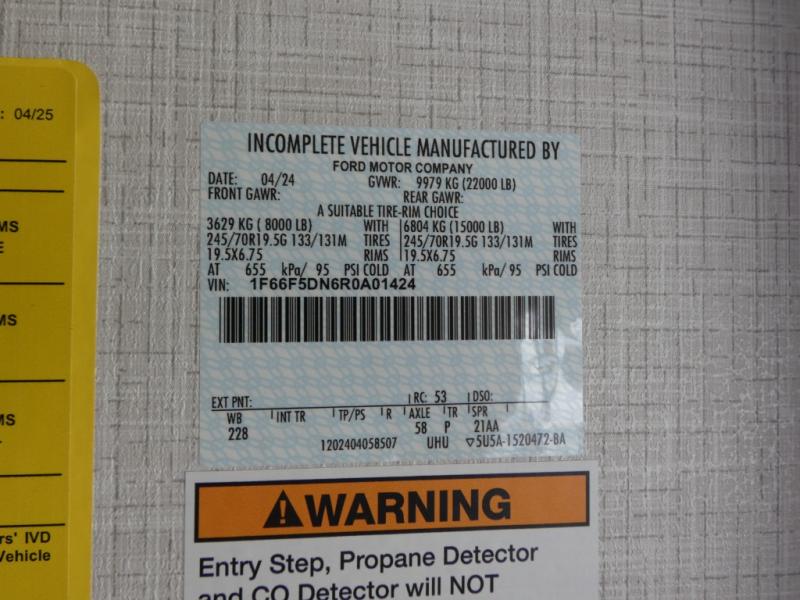 : 04/25
MS
E
MS
MS
rs' IVD
Vehicle
INCOMPLETE VEHICLE MANUFACTURED BY
FORD MOTOR COMPANY
DATE: 04/24 GVWR: 9979 KG (22000 LB)
FRONT GAWR: REAR GAWR:
A SUITABLE TIRE-RIM CHOICE
3629 KG ( 8000 LB) WITH 6804 KG (15000 LB) WITH
245/70R19.5G 133/131M TIRES 245/70R19.5G 133/131M TIRES
19.5X6.75 RIMS 19.5X6.75 RIMS
AT 655 kPa/ 95 PSI COLD AT 655 kPa/ 95 PSI COLD
VIN: 1F66F5DN6R0A01424
EXT PNT: RC: 53 DSO:
WB INT TR TP/PS R AXLE TR SPR
228 58 P 21AA
1202404058507 UHU ▽5U5A-1520472-BA
⚠WARNING
Entry Step, Propane Detector
and CO Detector will NOT